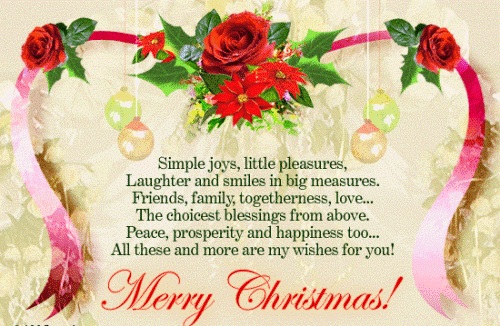 Simple joys, little pleasures,
Laughter and smiles in big measures.
Friends, family, togetherness, love...
The choicest blessings from above.
Peace, prosperity and happiness too...
All these and more are my wishes for you!
Merry Christmas!